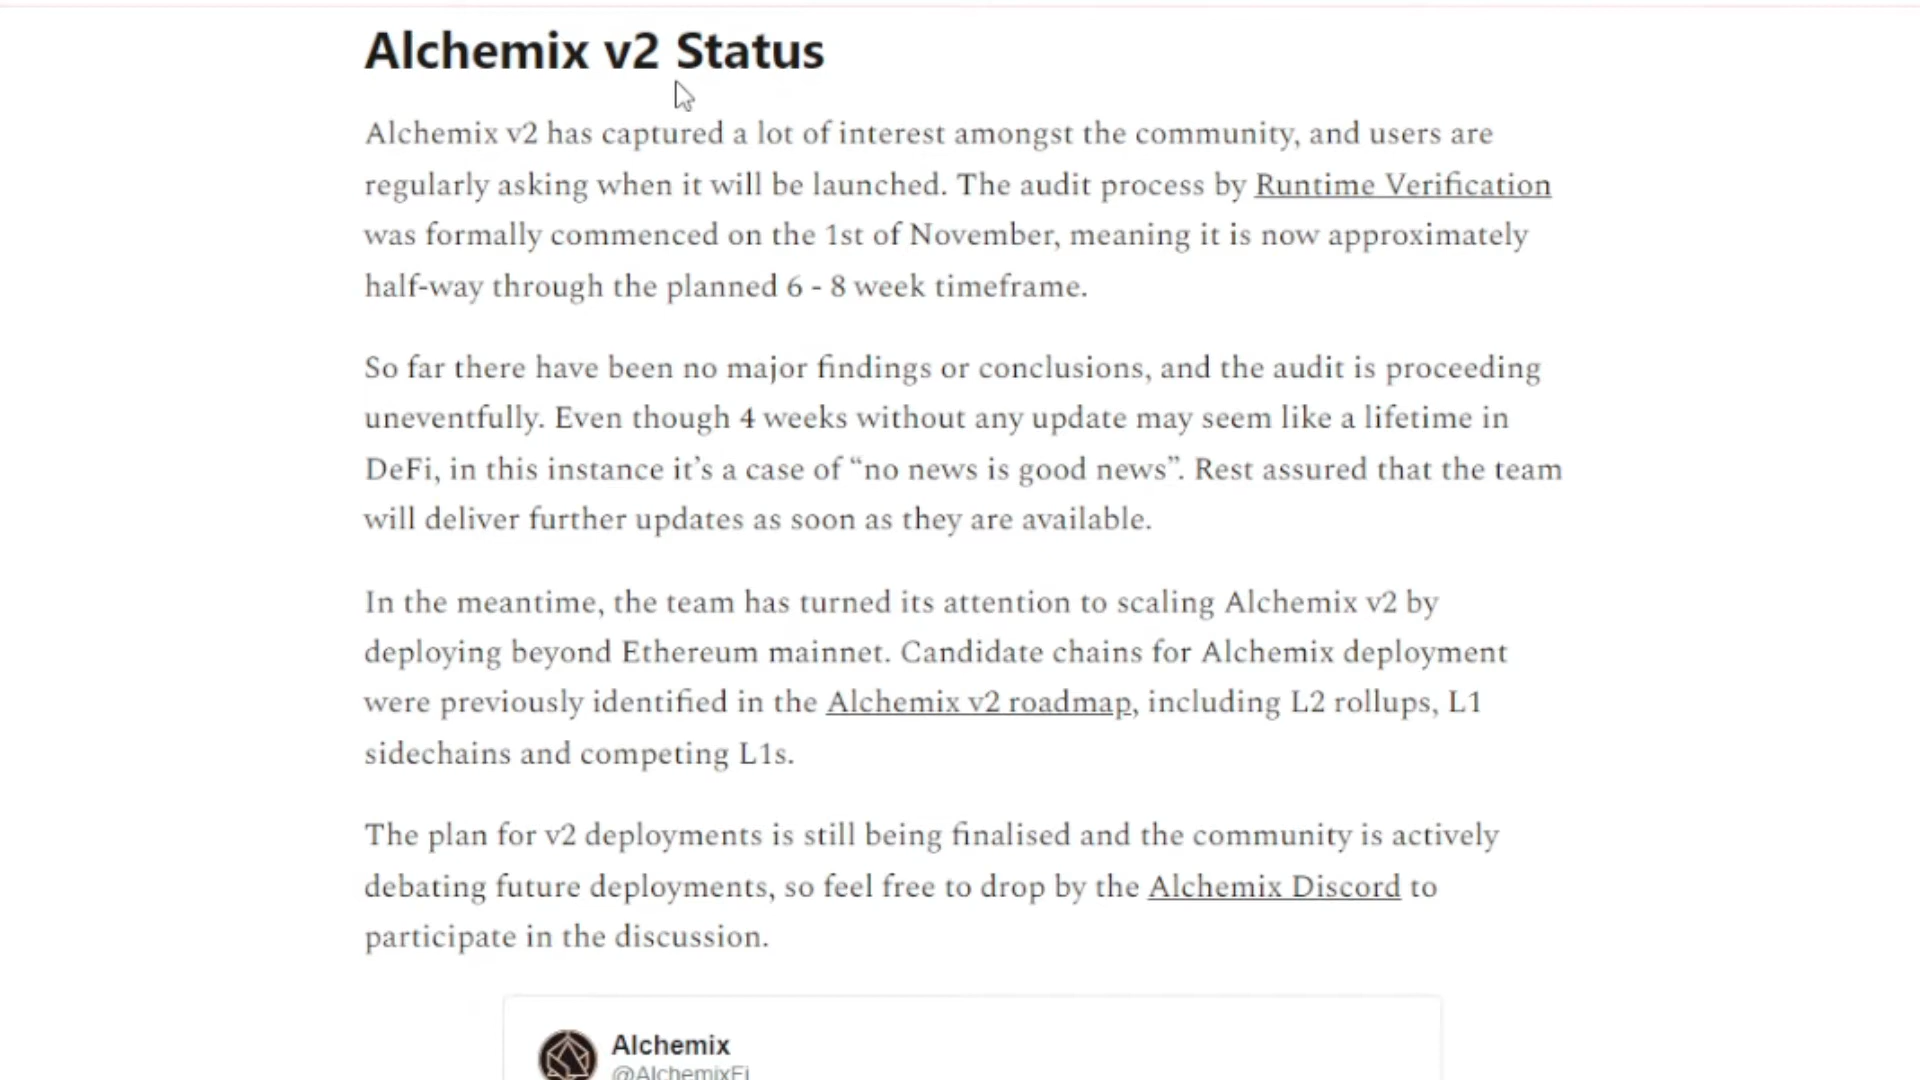 Alchemix v2 Status
Alchemix v2 has captured a lot of interest amongst the community, and users are
regularly asking when it will be launched. The audit process by Runtime Verification
was formally commenced on the 1st of November, meaning it is now approximately
half-way through the planned 6 - 8 week timeframe.
So far there have been no major findings or conclusions, and the audit is proceeding
uneventfully. Even though 4 weeks without any update may seem like a lifetime in
DeFi, in this instance it’s a case of “no news is good news”. Rest assured that the team
will deliver further updates as soon as they are available.
In the meantime, the team has turned its attention to scaling Alchemix v2 by
deploying beyond Ethereum mainnet. Candidate chains for Alchemix deployment
were previously identified in the Alchemix v2 roadmap, including L2 rollups, L1
sidechains and competing L1s.
The plan for v2 deployments is still being finalised and the community is actively
debating future deployments, so feel free to drop by the Alchemix Discord to
participate in the discussion.
Alchemix
@AlchemixFi